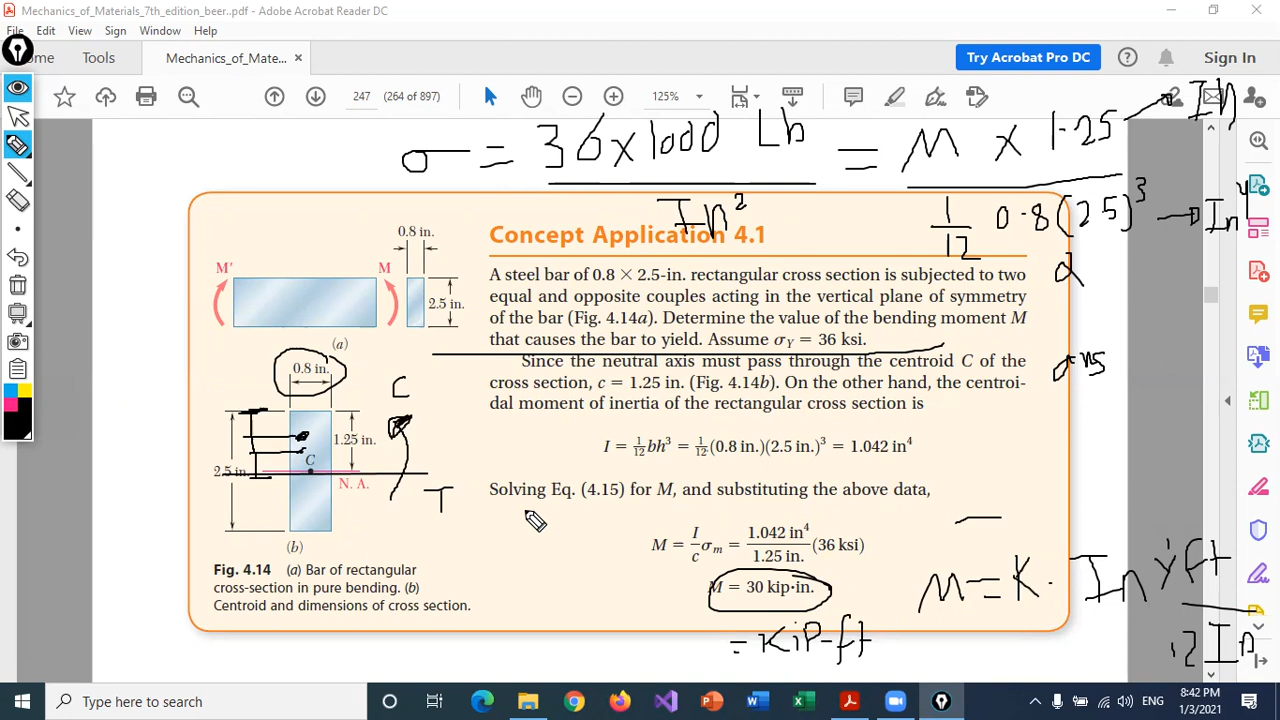 Mechanics_of_Materials_7th_edition_beer..pdf - Adobe Acrobat Reader DC
File Edit View Sign Window Help
ome Tools Mechanics_of_Mate... ×
Try Acrobat Pro DC
Sign In
247 (264 of 897)
125%
σ = 36 x 1000 Lb = M x 1.25 → In
In²
1/12 0.8 (25)³ → In⁴
Concept Application 4.1
A steel bar of 0.8 × 2.5-in. rectangular cross section is subjected to two
equal and opposite couples acting in the vertical plane of symmetry
of the bar (Fig. 4.14a). Determine the value of the bending moment M
that causes the bar to yield. Assume σY = 36 ksi.
Since the neutral axis must pass through the centroid C of the
cross section, c = 1.25 in. (Fig. 4.14b). On the other hand, the centroi-
dal moment of inertia of the rectangular cross section is
I = 1/12 bh³ = 1/12 (0.8 in.)(2.5 in.)³ = 1.042 in⁴
Solving Eq. (4.15) for M, and substituting the above data,
M = I/c σm = 1.042 in⁴/1.25 in. (36 ksi)
M = 30 kip·in.
= KiP-ft
M = K. In x ft
12 In
0.8 in.
M′ M
2.5 in.
(a)
0.8 in.
C
1.25 in.
C
2.5 in.
N. A.
T
(b)
Fig. 4.14 (a) Bar of rectangular
cross-section in pure bending. (b)
Centroid and dimensions of cross section.
Type here to search
ENG
8:42 PM
1/3/2021